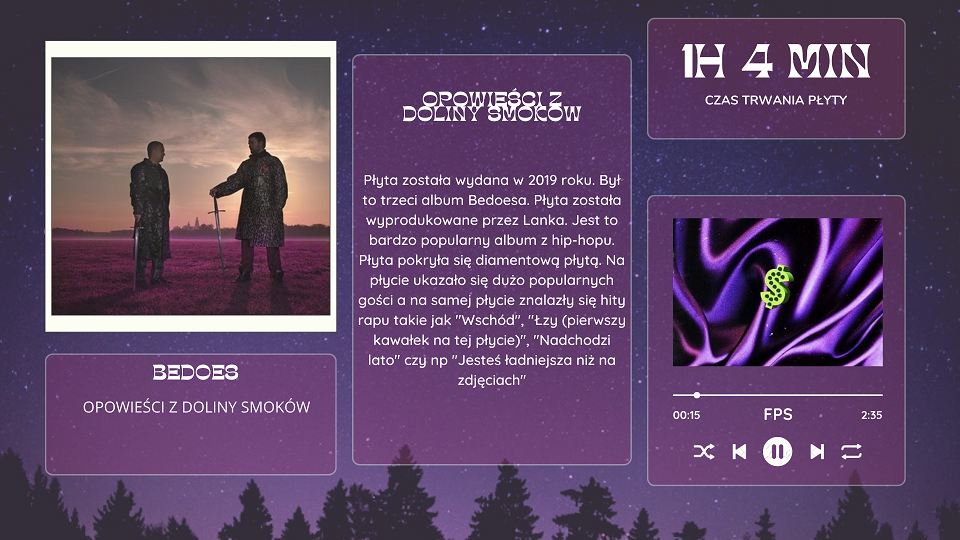 BEDOES
OPOWIEŚCI Z DOLINY SMOKÓW
OPOWIEŚCI Z
DOLINY SMOKÓW
Płyta została wydana w 2019 roku. Był
to trzeci album Bedoesa. Płyta została
wyprodukowane przez Lanka. Jest to
bardzo popularny album z hip-hopu.
Płyta pokryła się diamentową płytą. Na
płycie ukazało się dużo popularnych
gości a na samej płycie znalazły się hity
rapu takie jak "Wschód", "Łzy (pierwszy
kawałek na tej płycie)", "Nadchodzi
lato" czy np "Jesteś ładniejsza niż na
zdjęciach"
1H 4 MIN
CZAS TRWANIA PŁYTY
$
00:15 FPS 2:35